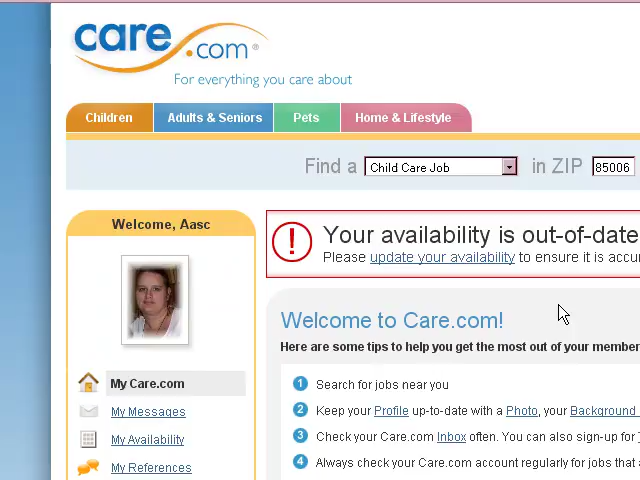 care.com®
For everything you care about
Children Adults & Seniors Pets Home & Lifestyle
Find a Child Care Job in ZIP 85006
Welcome, Aasc
Your availability is out-of-date
Please update your availability to ensure it is accu
Welcome to Care.com!
Here are some tips to help you get the most out of your member
1 Search for jobs near you
2 Keep your Profile up-to-date with a Photo, your Background
3 Check your Care.com Inbox often. You can also sign-up for
4 Always check your Care.com account regularly for jobs that
My Care.com
My Messages
My Availability
My References